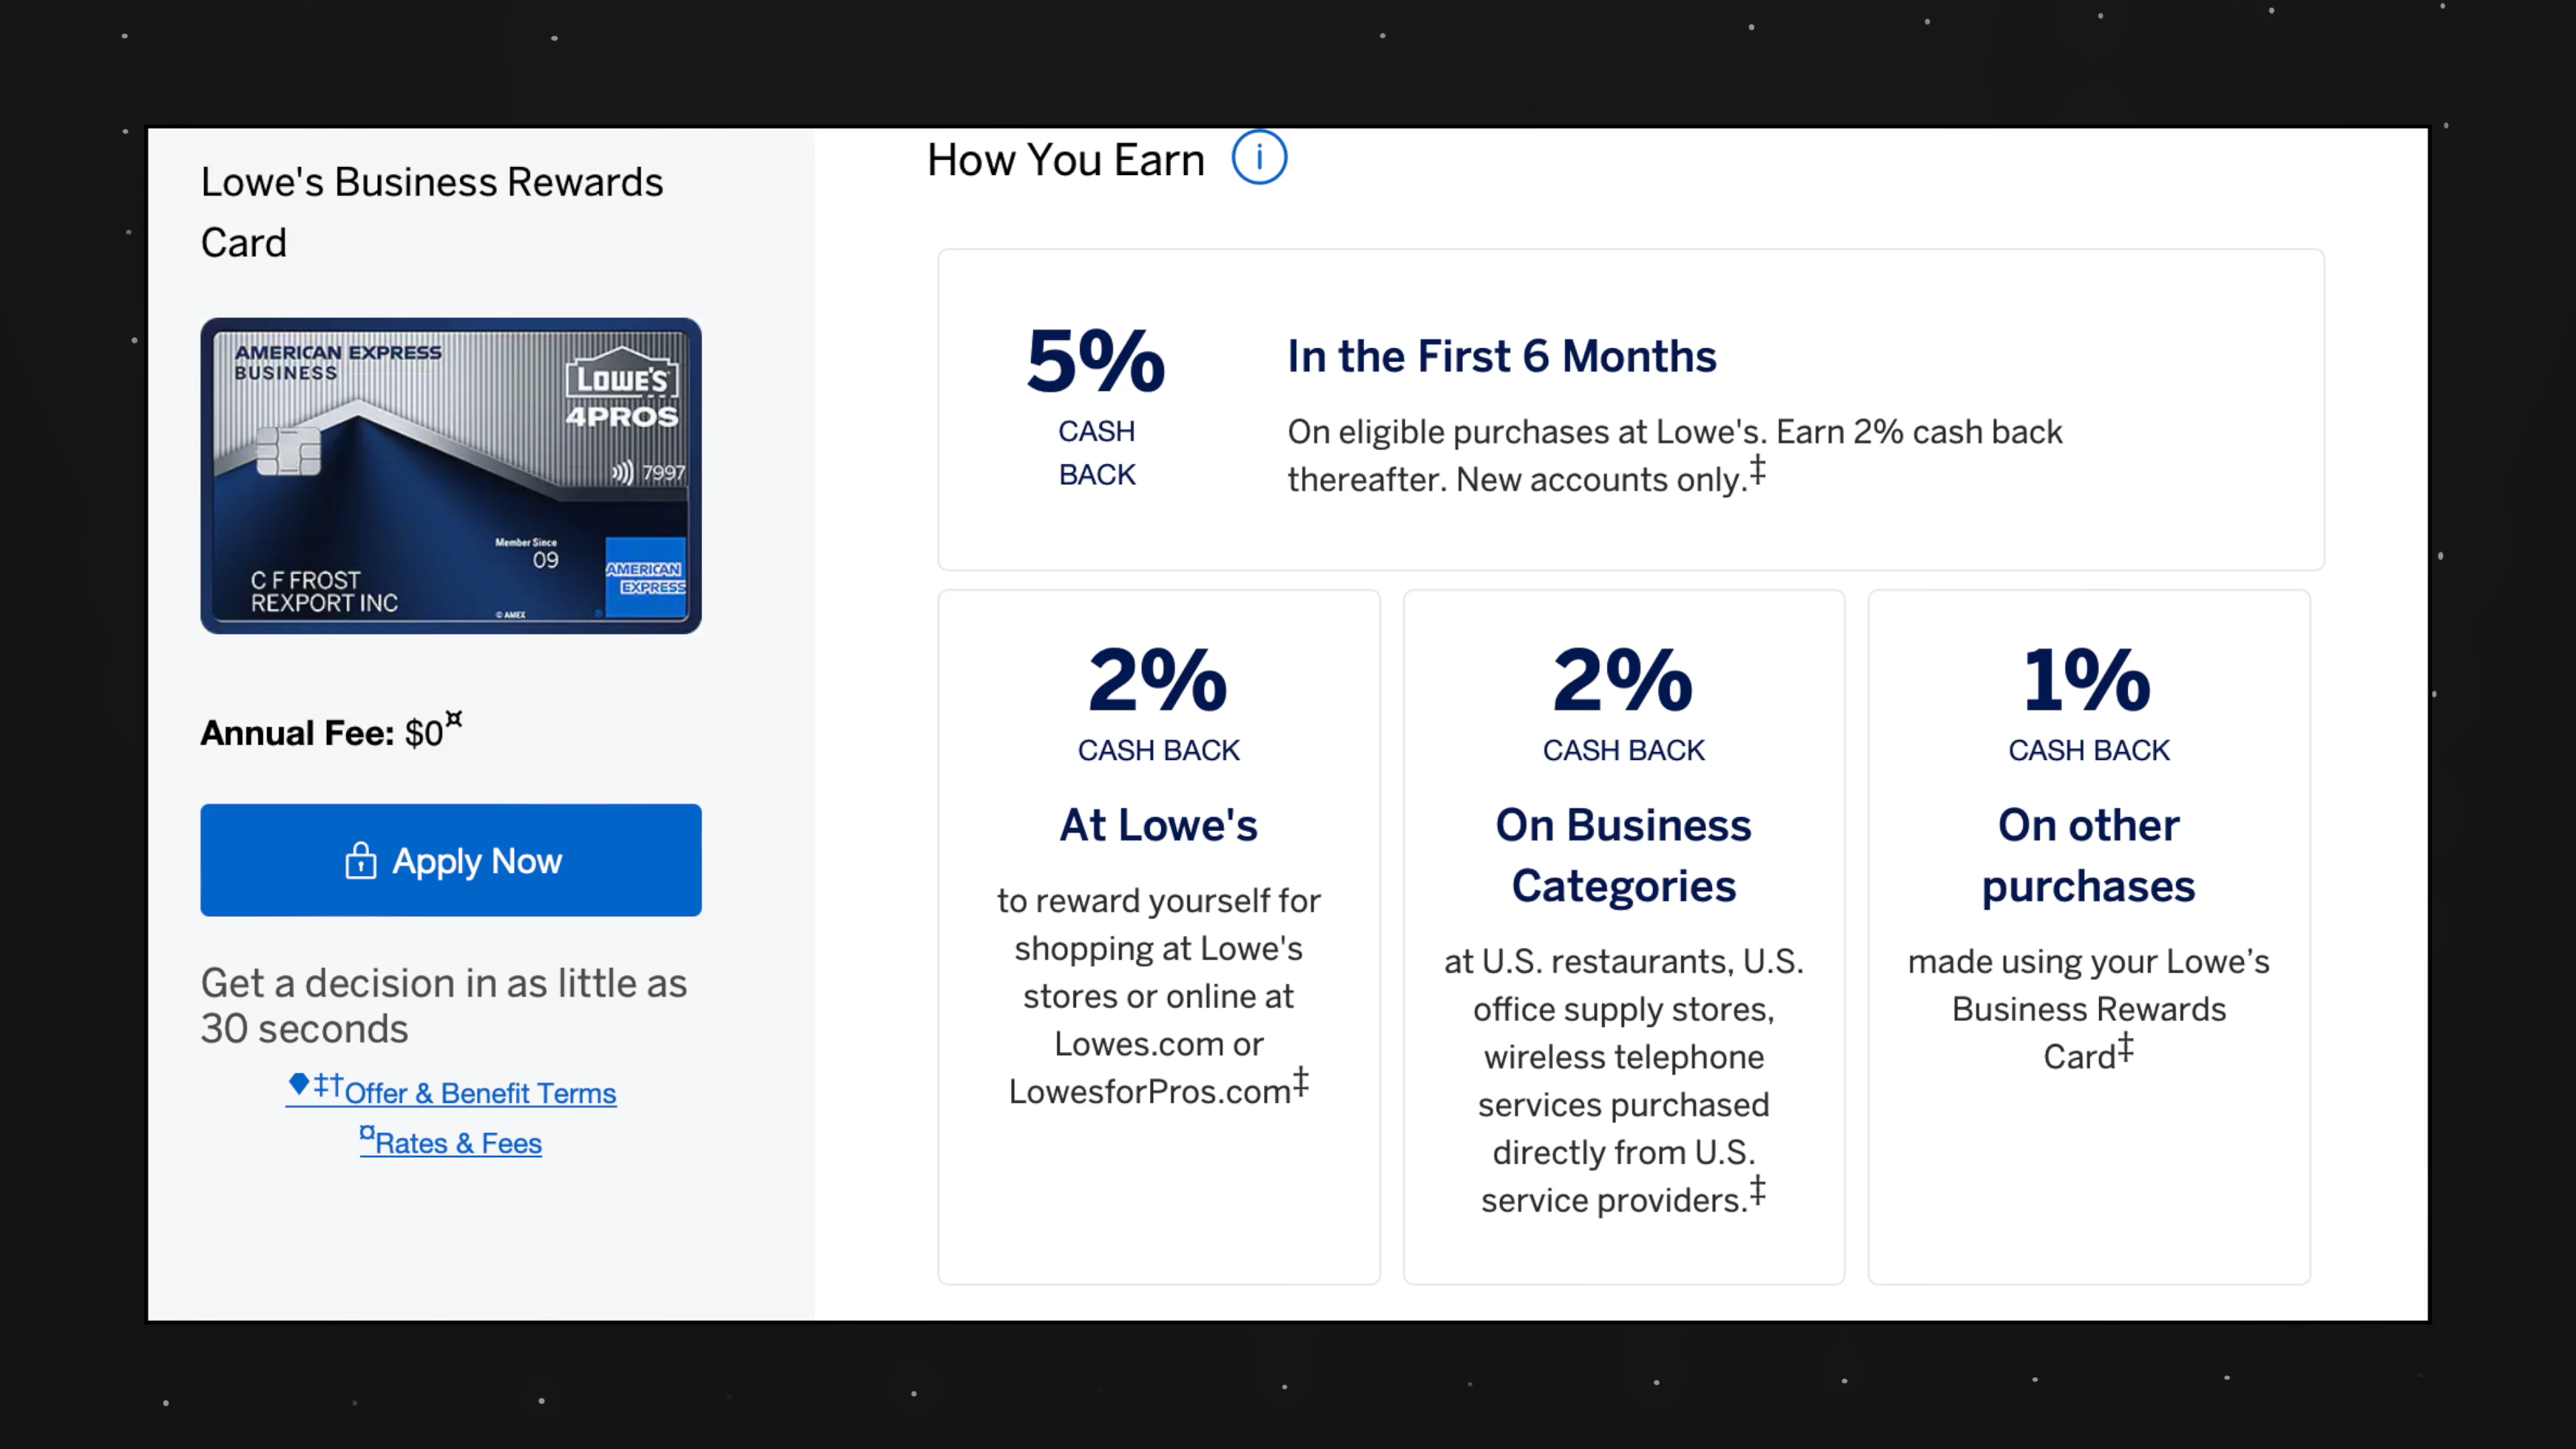 Lowe's Business Rewards
Card
AMERICAN EXPRESS
BUSINESS
LOWE'S
4PROS
7997
Member Since
09
C F FROST
REXPORT INC
AMERICAN
EXPRESS
© AMEX
Annual Fee: $0¤
Apply Now
Get a decision in as little as
30 seconds
♦‡†Offer & Benefit Terms
¤Rates & Fees
How You Earn i
5%
CASH
BACK
In the First 6 Months
On eligible purchases at Lowe's. Earn 2% cash back
thereafter. New accounts only.‡
2%
CASH BACK
At Lowe's
to reward yourself for
shopping at Lowe's
stores or online at
Lowes.com or
LowesforPros.com‡
2%
CASH BACK
On Business
Categories
at U.S. restaurants, U.S.
office supply stores,
wireless telephone
services purchased
directly from U.S.
service providers.‡
1%
CASH BACK
On other
purchases
made using your Lowe’s
Business Rewards
Card‡